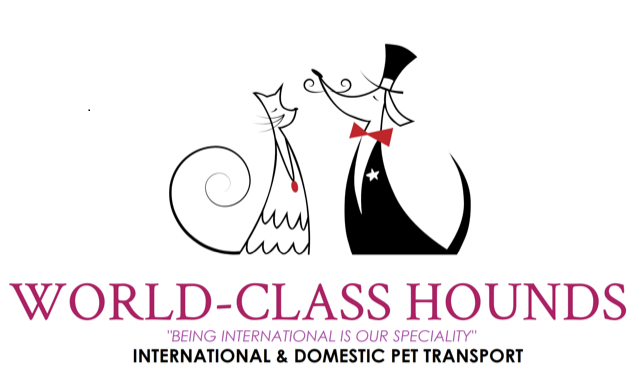 WORLD-CLASS HOUNDS
"BEING INTERNATIONAL IS OUR SPECIALITY"
INTERNATIONAL & DOMESTIC PET TRANSPORT